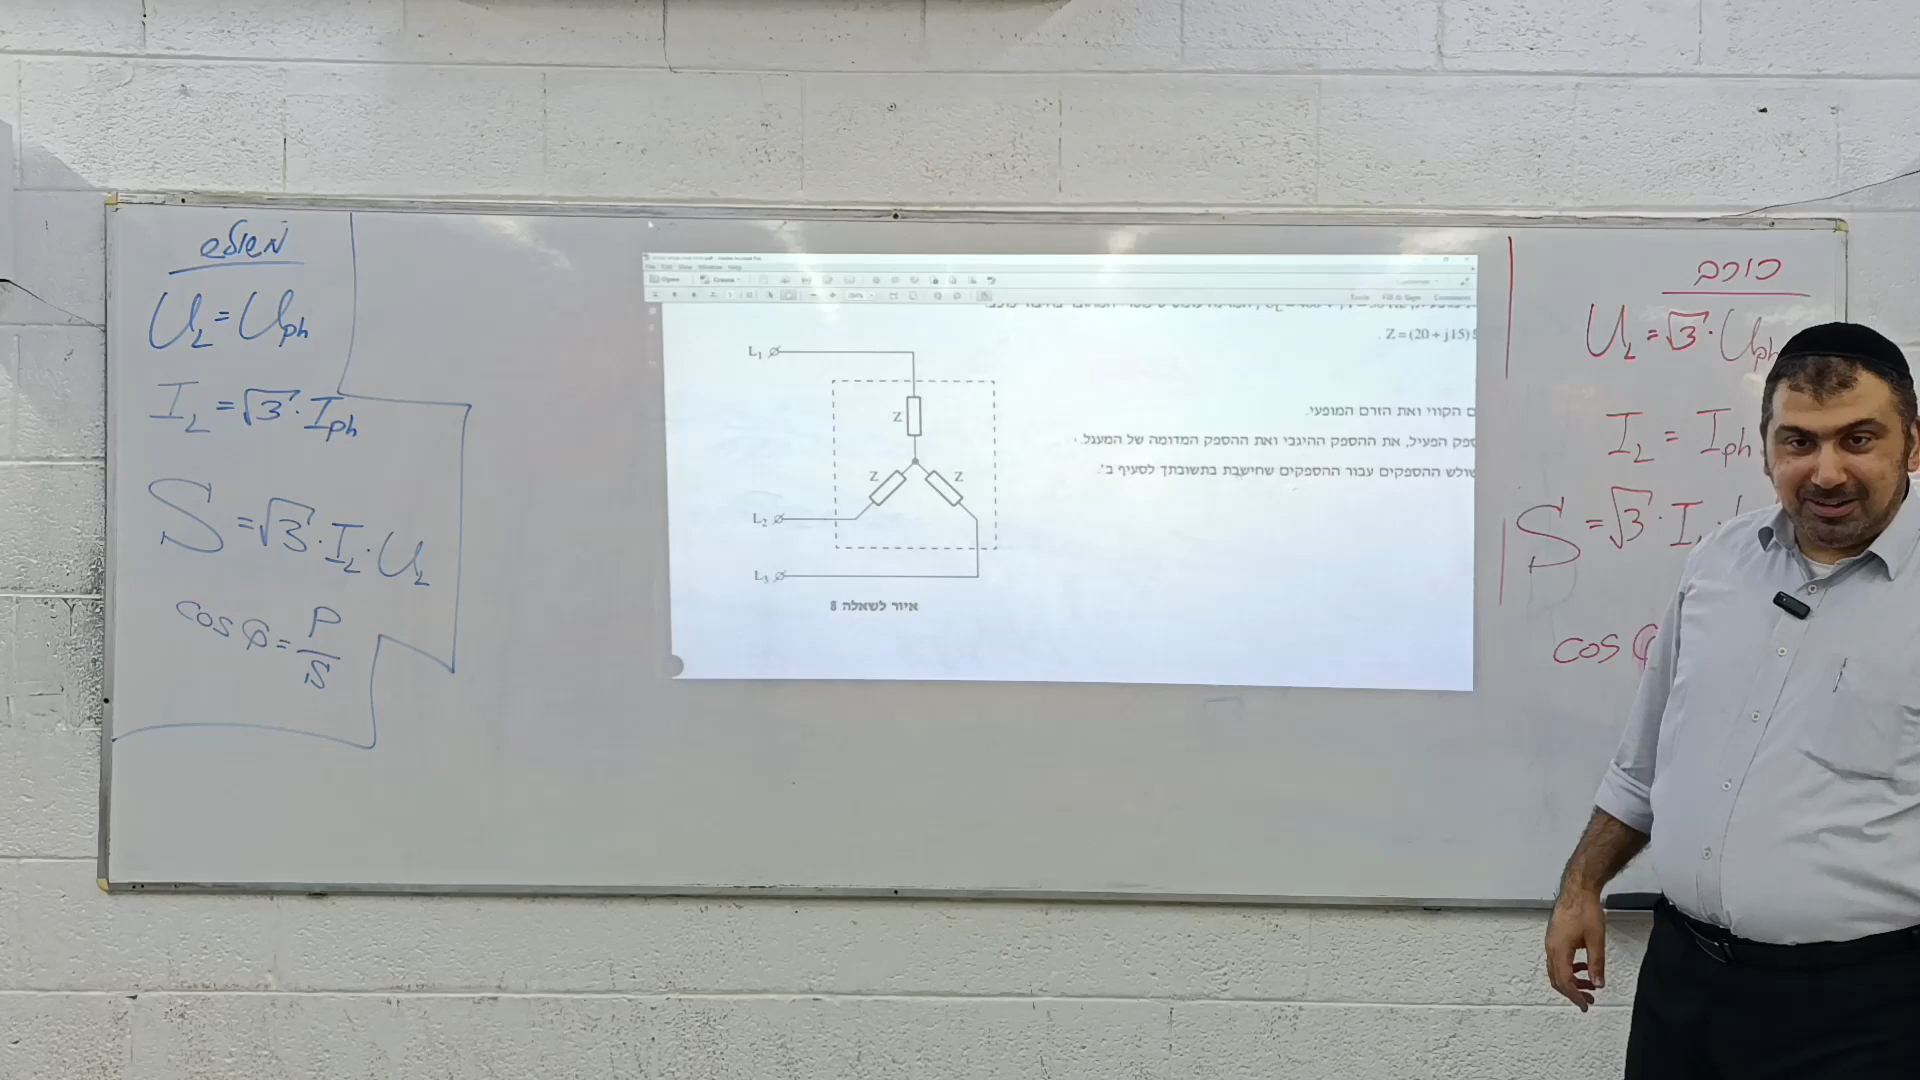 משולש
U_L = U_ph
I_L = √3 · I_ph
S = √3 · I_L · U_L
cos φ = P/S
Z = (20 + j15)
L₁
Z
Z
Z
L₂
L₃
איור לשאלה 8
ם הקווי ואת הזרם המופעי.
ספק הפעיל, את ההספק ההיגבי ואת ההספק המדומה של המעגל.
שולש ההספקים עבור ההספקים שחישבת בתשובתך לסעיף ב'.
כוכב
U_L = √3 · U_ph
I_L = I_ph
S = √3 · I
cos φ